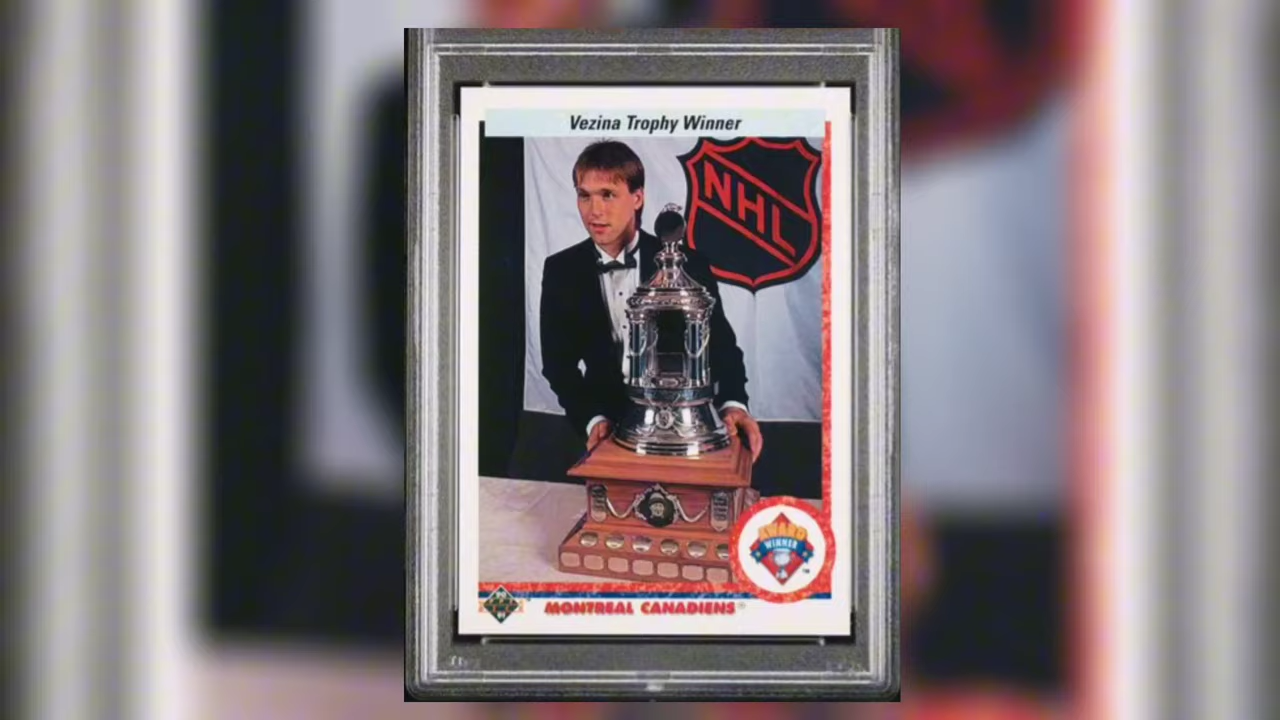 Vezina Trophy Winner
NHL
AWARD
WINNER
MONTREAL CANADIENS®